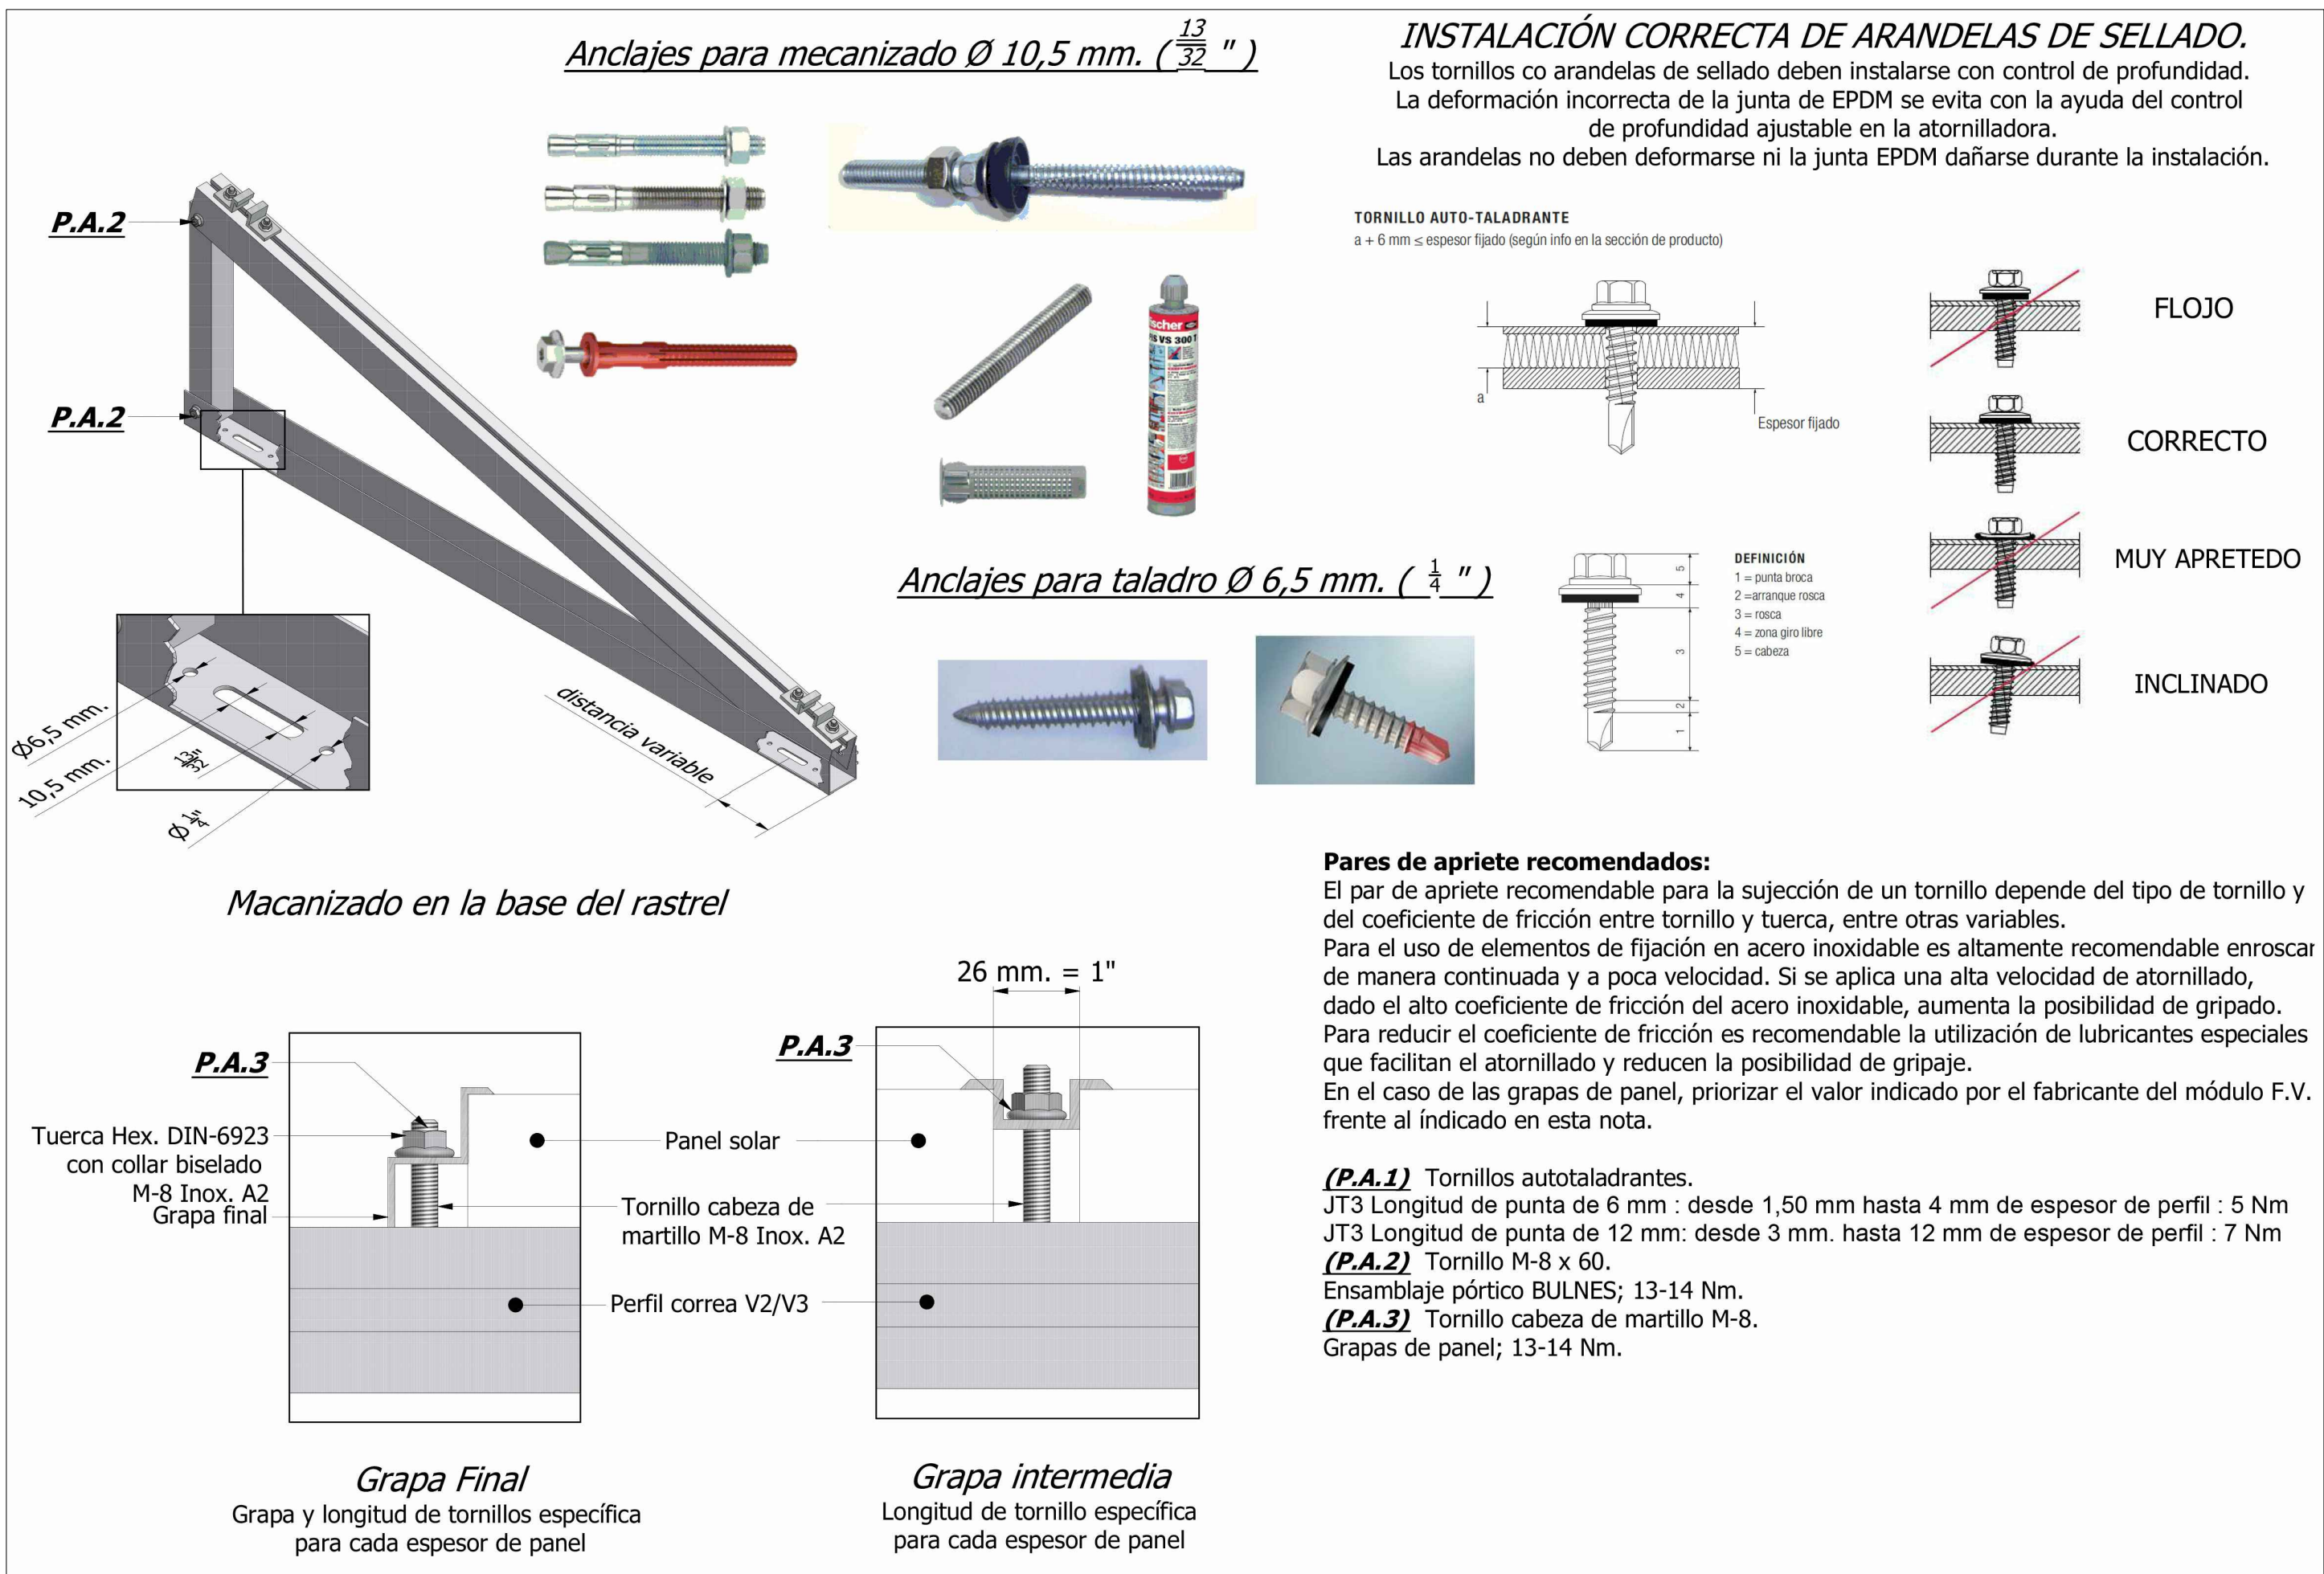 Anclajes para mecanizado Ø 10,5 mm. ( 13/32 " )
INSTALACIÓN CORRECTA DE ARANDELAS DE SELLADO.
Los tornillos co arandelas de sellado deben instalarse con control de profundidad.
La deformación incorrecta de la junta de EPDM se evita con la ayuda del control
de profundidad ajustable en la atornilladora.
Las arandelas no deben deformarse ni la junta EPDM dañarse durante la instalación.
P.A.2
P.A.2
TORNILLO AUTO-TALADRANTE
a + 6 mm ≤ espesor fijado (según info en la sección de producto)
a
Espesor fijado
FLOJO
CORRECTO
MUY APRETEDO
INCLINADO
fischer
FIS VS 300 T
Anclajes para taladro Ø 6,5 mm. ( 1/4 " )
5
4
3
2
1
DEFINICIÓN
1 = punta broca
2 =arranque rosca
3 = rosca
4 = zona giro libre
5 = cabeza
Ø6,5 mm.
10,5 mm.
13/32"
Ø 1/4"
distancia variable
Macanizado en la base del rastrel
26 mm. = 1"
P.A.3
P.A.3
Tuerca Hex. DIN-6923
con collar biselado
M-8 Inox. A2
Grapa final
Panel solar
Tornillo cabeza de
martillo M-8 Inox. A2
Perfil correa V2/V3
Grapa Final
Grapa y longitud de tornillos específica
para cada espesor de panel
Grapa intermedia
Longitud de tornillo específica
para cada espesor de panel
Pares de apriete recomendados:
El par de apriete recomendable para la sujección de un tornillo depende del tipo de tornillo y
del coeficiente de fricción entre tornillo y tuerca, entre otras variables.
Para el uso de elementos de fijación en acero inoxidable es altamente recomendable enroscar
de manera continuada y a poca velocidad. Si se aplica una alta velocidad de atornillado,
dado el alto coeficiente de fricción del acero inoxidable, aumenta la posibilidad de gripado.
Para reducir el coeficiente de fricción es recomendable la utilización de lubricantes especiales
que facilitan el atornillado y reducen la posibilidad de gripaje.
En el caso de las grapas de panel, priorizar el valor indicado por el fabricante del módulo F.V.
frente al índicado en esta nota.
(P.A.1) Tornillos autotaladrantes.
JT3 Longitud de punta de 6 mm : desde 1,50 mm hasta 4 mm de espesor de perfil : 5 Nm
JT3 Longitud de punta de 12 mm: desde 3 mm. hasta 12 mm de espesor de perfil : 7 Nm
(P.A.2) Tornillo M-8 x 60.
Ensamblaje pórtico BULNES; 13-14 Nm.
(P.A.3) Tornillo cabeza de martillo M-8.
Grapas de panel; 13-14 Nm.